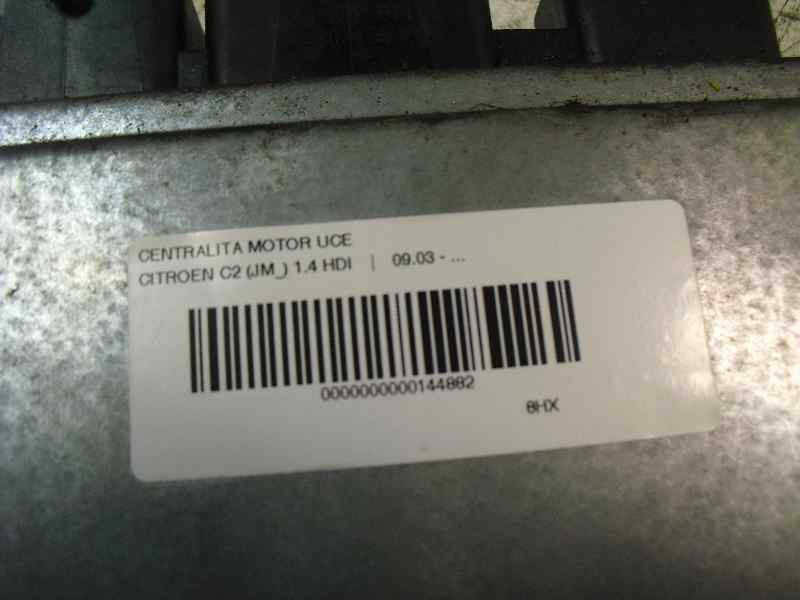 CENTRALITA MOTOR UCE
CITROEN C2 (JM_) 1.4 HDI | 09.03 - ...
0000000000144882
8HX